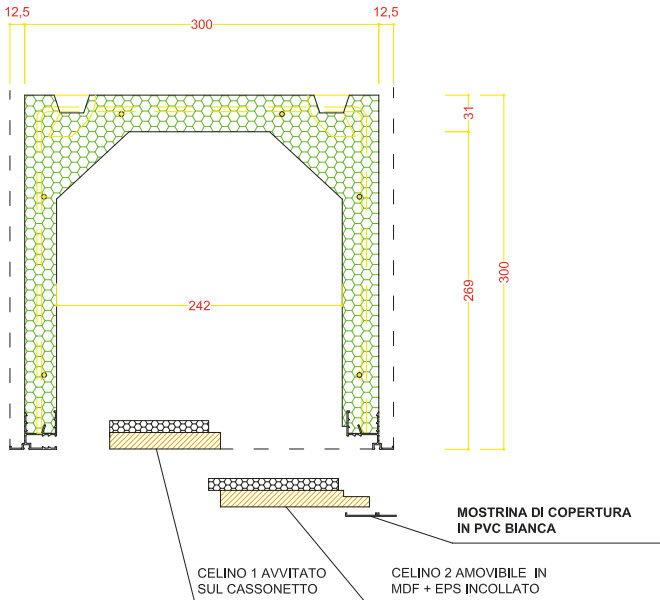 12,5
300
12,5
31
269
300
242
MOSTRINA DI COPERTURA
IN PVC BIANCA
CELINO 1 AVVITATO
SUL CASSONETTO
CELINO 2 AMOVIBILE IN
MDF + EPS INCOLLATO